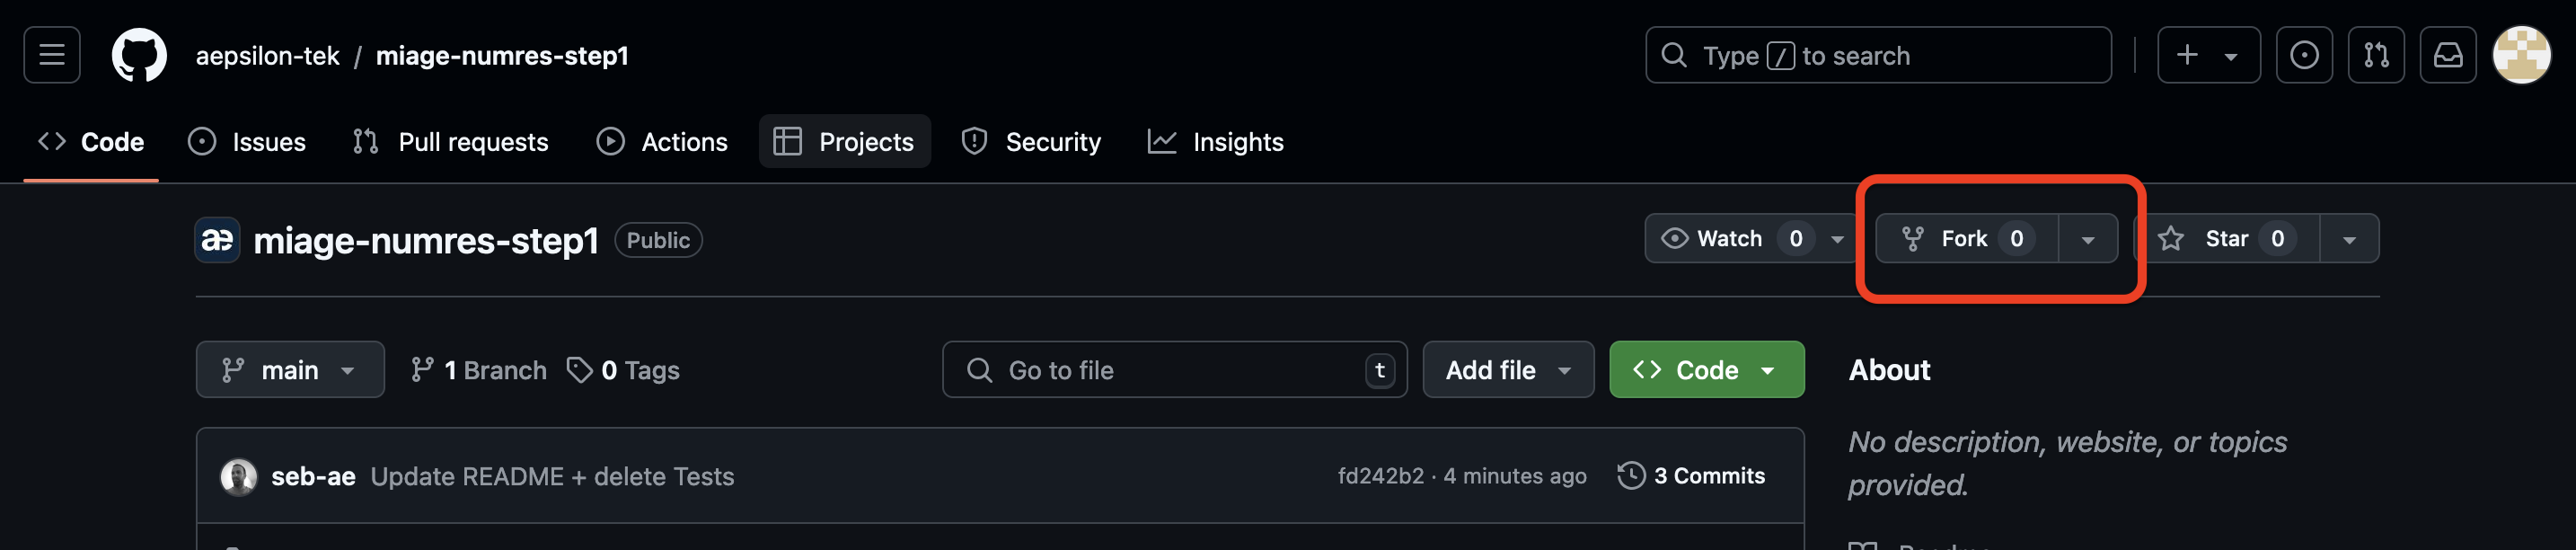 aepsilon-tek / miage-numres-step1
Type / to search
Code Issues Pull requests Actions Projects Security Insights
æ miage-numres-step1 Public
Watch 0 Fork 0 Star 0
main 1 Branch 0 Tags
Go to file t Add file Code
About
No description, website, or topics
provided.
seb-ae Update README + delete Tests fd242b2 · 4 minutes ago 3 Commits